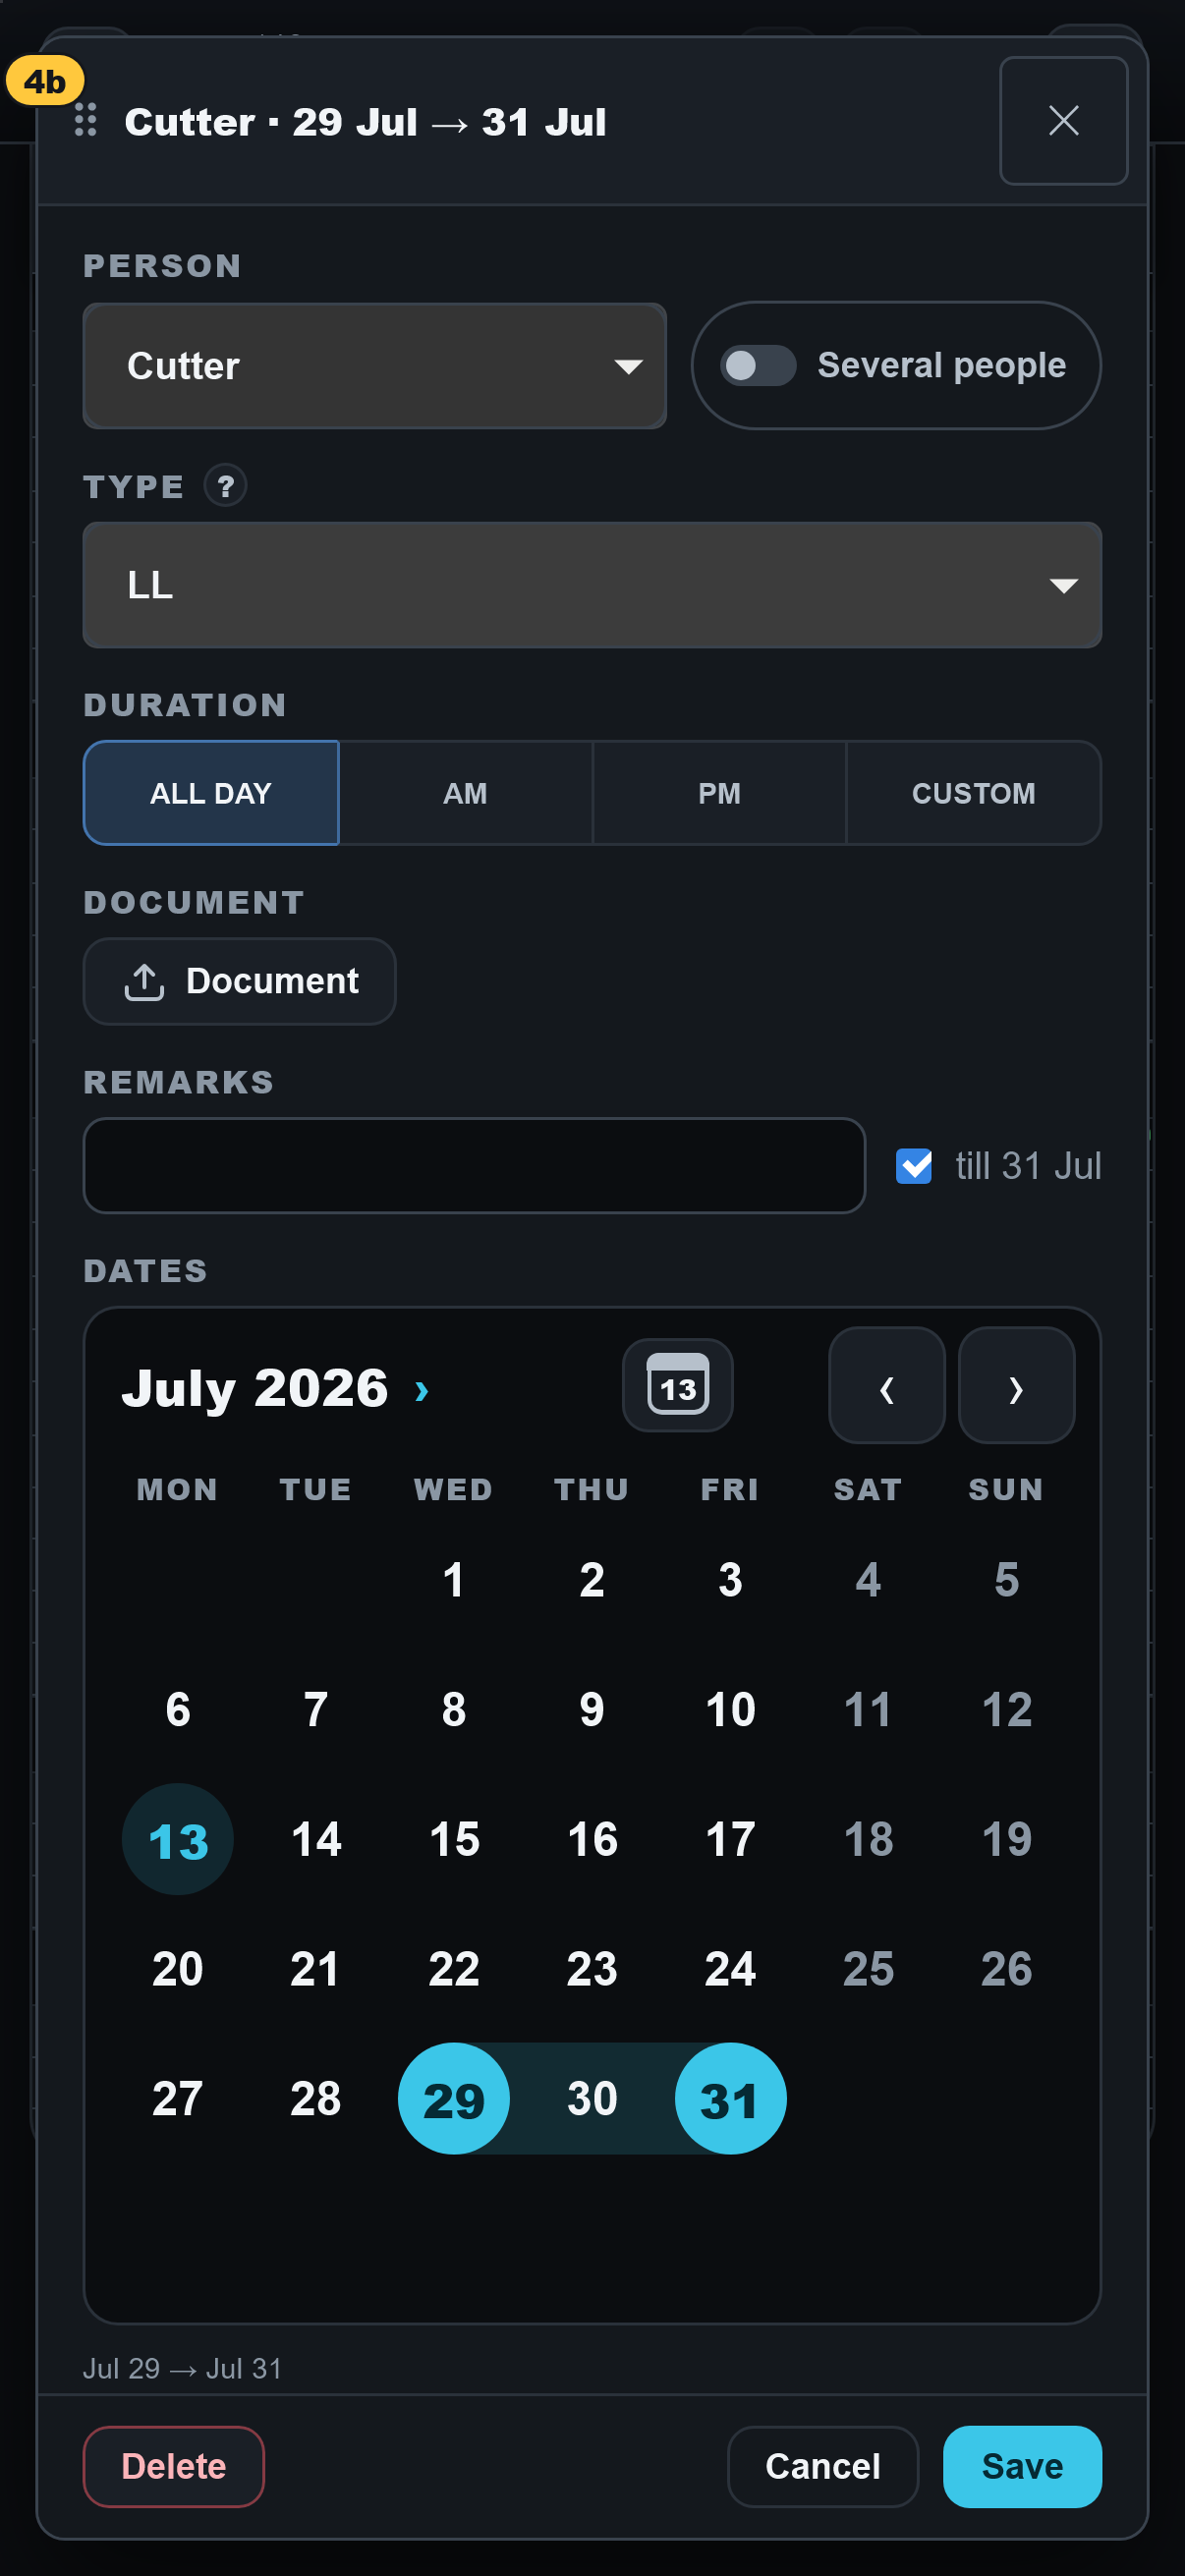 4b
Cutter · 29 Jul → 31 Jul
PERSON
Cutter
Several people
TYPE ?
LL
DURATION
ALL DAY AM PM CUSTOM
DOCUMENT
Document
REMARKS
till 31 Jul
DATES
July 2026 ›
13
‹ ›
MON TUE WED THU FRI SAT SUN
1 2 3 4 5
6 7 8 9 10 11 12
13 14 15 16 17 18 19
20 21 22 23 24 25 26
27 28 29 30 31
Jul 29 → Jul 31
Delete Cancel Save